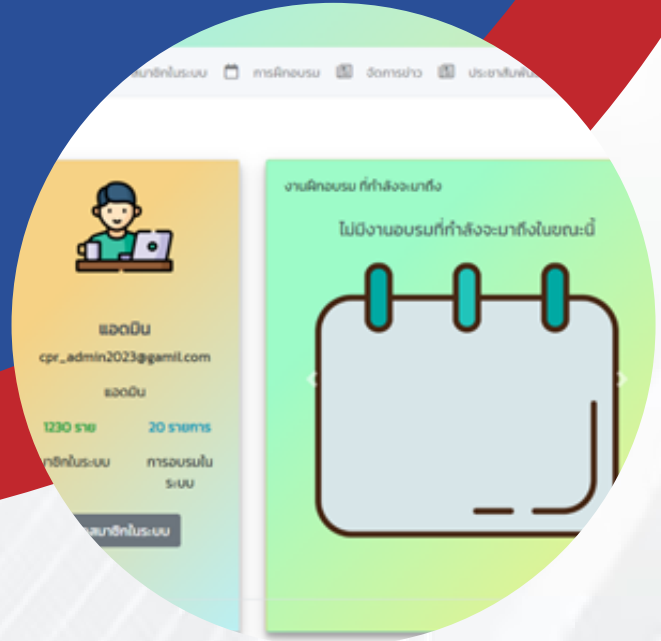 สมาชิกในระบบ การฝึกอบรม จัดการข่าว ประชาสัมพันธ์
งานฝึกอบรม ที่กำลังจะมาถึง
ไม่มีงานอบรมที่กำลังจะมาถึงในขณะนี้
แอดมิน
cpr_admin2023@gamil.com
แอดมิน
1230 ราย 20 รายการ
มาชิกในระบบ การอบรมใน
ระบบ
สมาชิกในระบบ